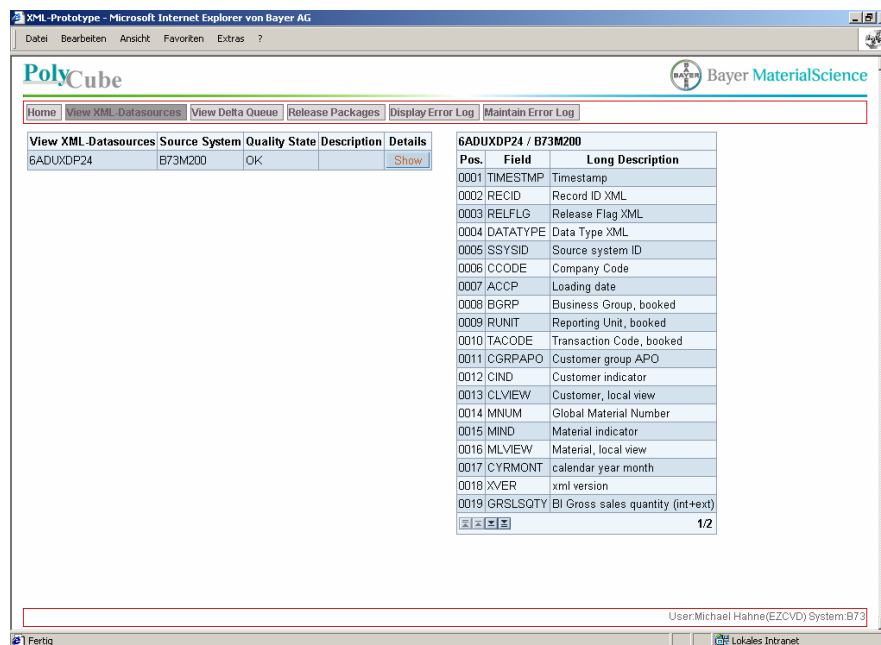 XML-Prototype - Microsoft Internet Explorer von Bayer AG
Datei Bearbeiten Ansicht Favoriten Extras ?
PolyCube
BAYER Bayer MaterialScience
Home View XML-Datasources View Delta Queue Release Packages Display Error Log Maintain Error Log
View XML-Datasources Source System Quality State Description Details
6ADUXDP24 B73M200 OK Show
6ADUXDP24 / B73M200
Pos. Field Long Description
0001 TIMESTMP Timestamp
0002 RECID Record ID XML
0003 RELFLG Release Flag XML
0004 DATATYPE Data Type XML
0005 SSYSID Source system ID
0006 CCODE Company Code
0007 ACCP Loading date
0008 BGRP Business Group, booked
0009 RUNIT Reporting Unit, booked
0010 TACODE Transaction Code, booked
0011 CGRPAPO Customer group APO
0012 CIND Customer indicator
0013 CLVIEW Customer, local view
0014 MNUM Global Material Number
0015 MIND Material indicator
0016 MLVIEW Material, local view
0017 CYRMONT calendar year month
0018 XVER xml version
0019 GRSLSQTY BI Gross sales quantity (int+ext)
1/2
User:Michael Hahne(EZCVD) System:B73
Fertig
Lokales Intranet